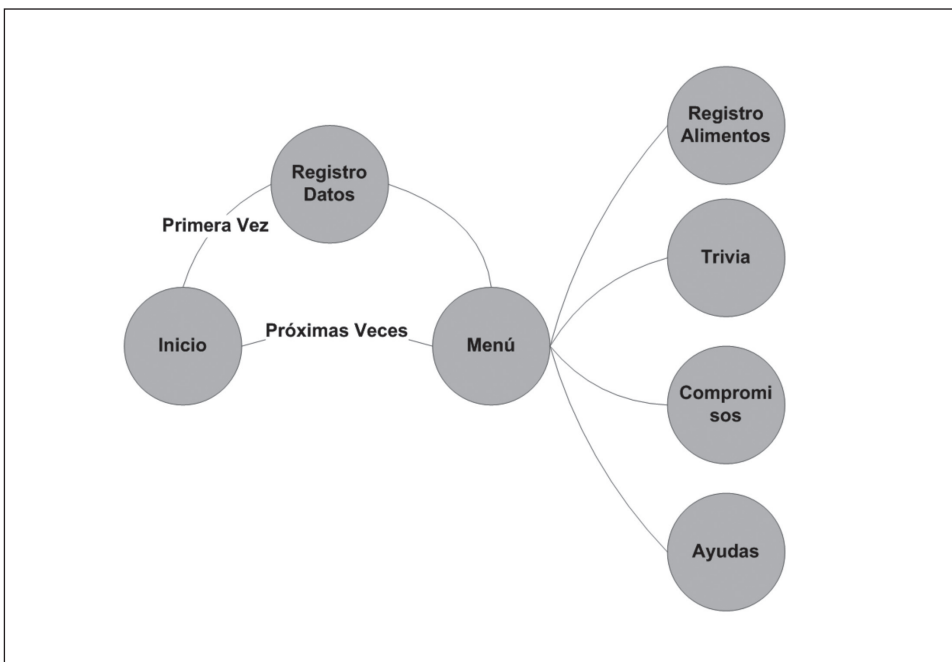 Registro
Datos
Primera Vez
Inicio
Próximas Veces
Menú
Registro
Alimentos
Trivia
Compromi
sos
Ayudas